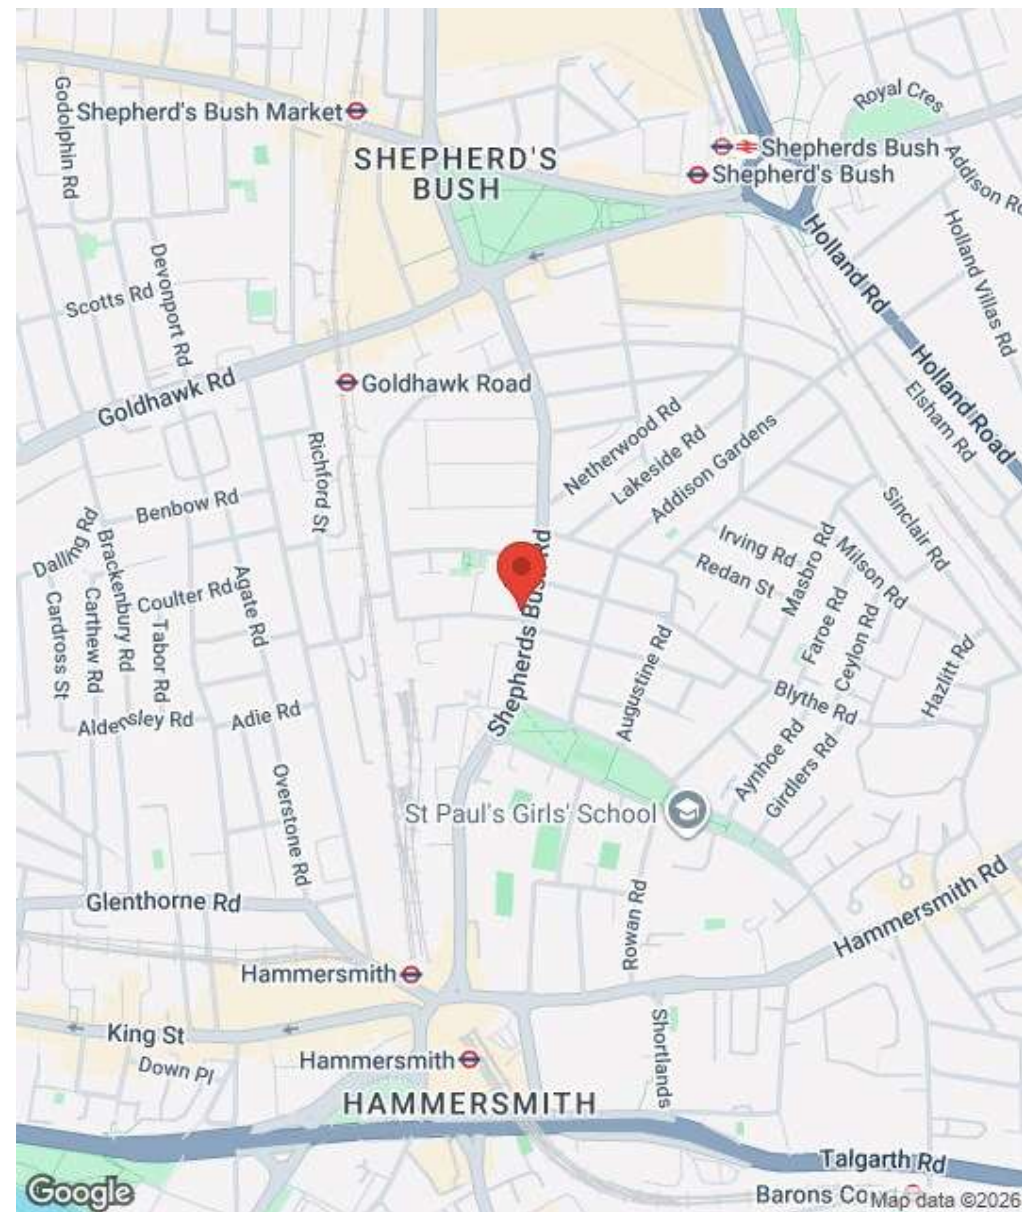 Royal Cres
Godolphin Rd
Shepherd's Bush Market
Shepherds Bush
SHEPHERD'S
BUSH
Shepherd's Bush
Addison Rd
Holland Rd
Holland Villas Rd
Devonport Rd
Scotts Rd
Goldhawk Rd
Goldhawk Road
Holland Road
Elsham Rd
Netherwood Rd
Lakeside Rd
Addison Gardens
Richford St
Benbow Rd
Sinclair Rd
Dalling Rd
Brackenbury Rd
Irving Rd
Masbro Rd
Milson Rd
Redan St
Agate Rd
Coulter Rd
Cardross St
Carthew Rd
Tabor Rd
Shepherds Bush Rd
Faroe Rd
Ceylon Rd
Augustine Rd
Hazlitt Rd
Blythe Rd
Aldensley Rd
Adie Rd
Aynhoe Rd
Girdlers Rd
Overstone Rd
St Paul's Girls' School
Glenthorne Rd
Rowan Rd
Hammersmith Rd
Hammersmith
King St
Shortlands
Hammersmith
Down Pl
HAMMERSMITH
Talgarth Rd
Google
Barons
Map data ©2026